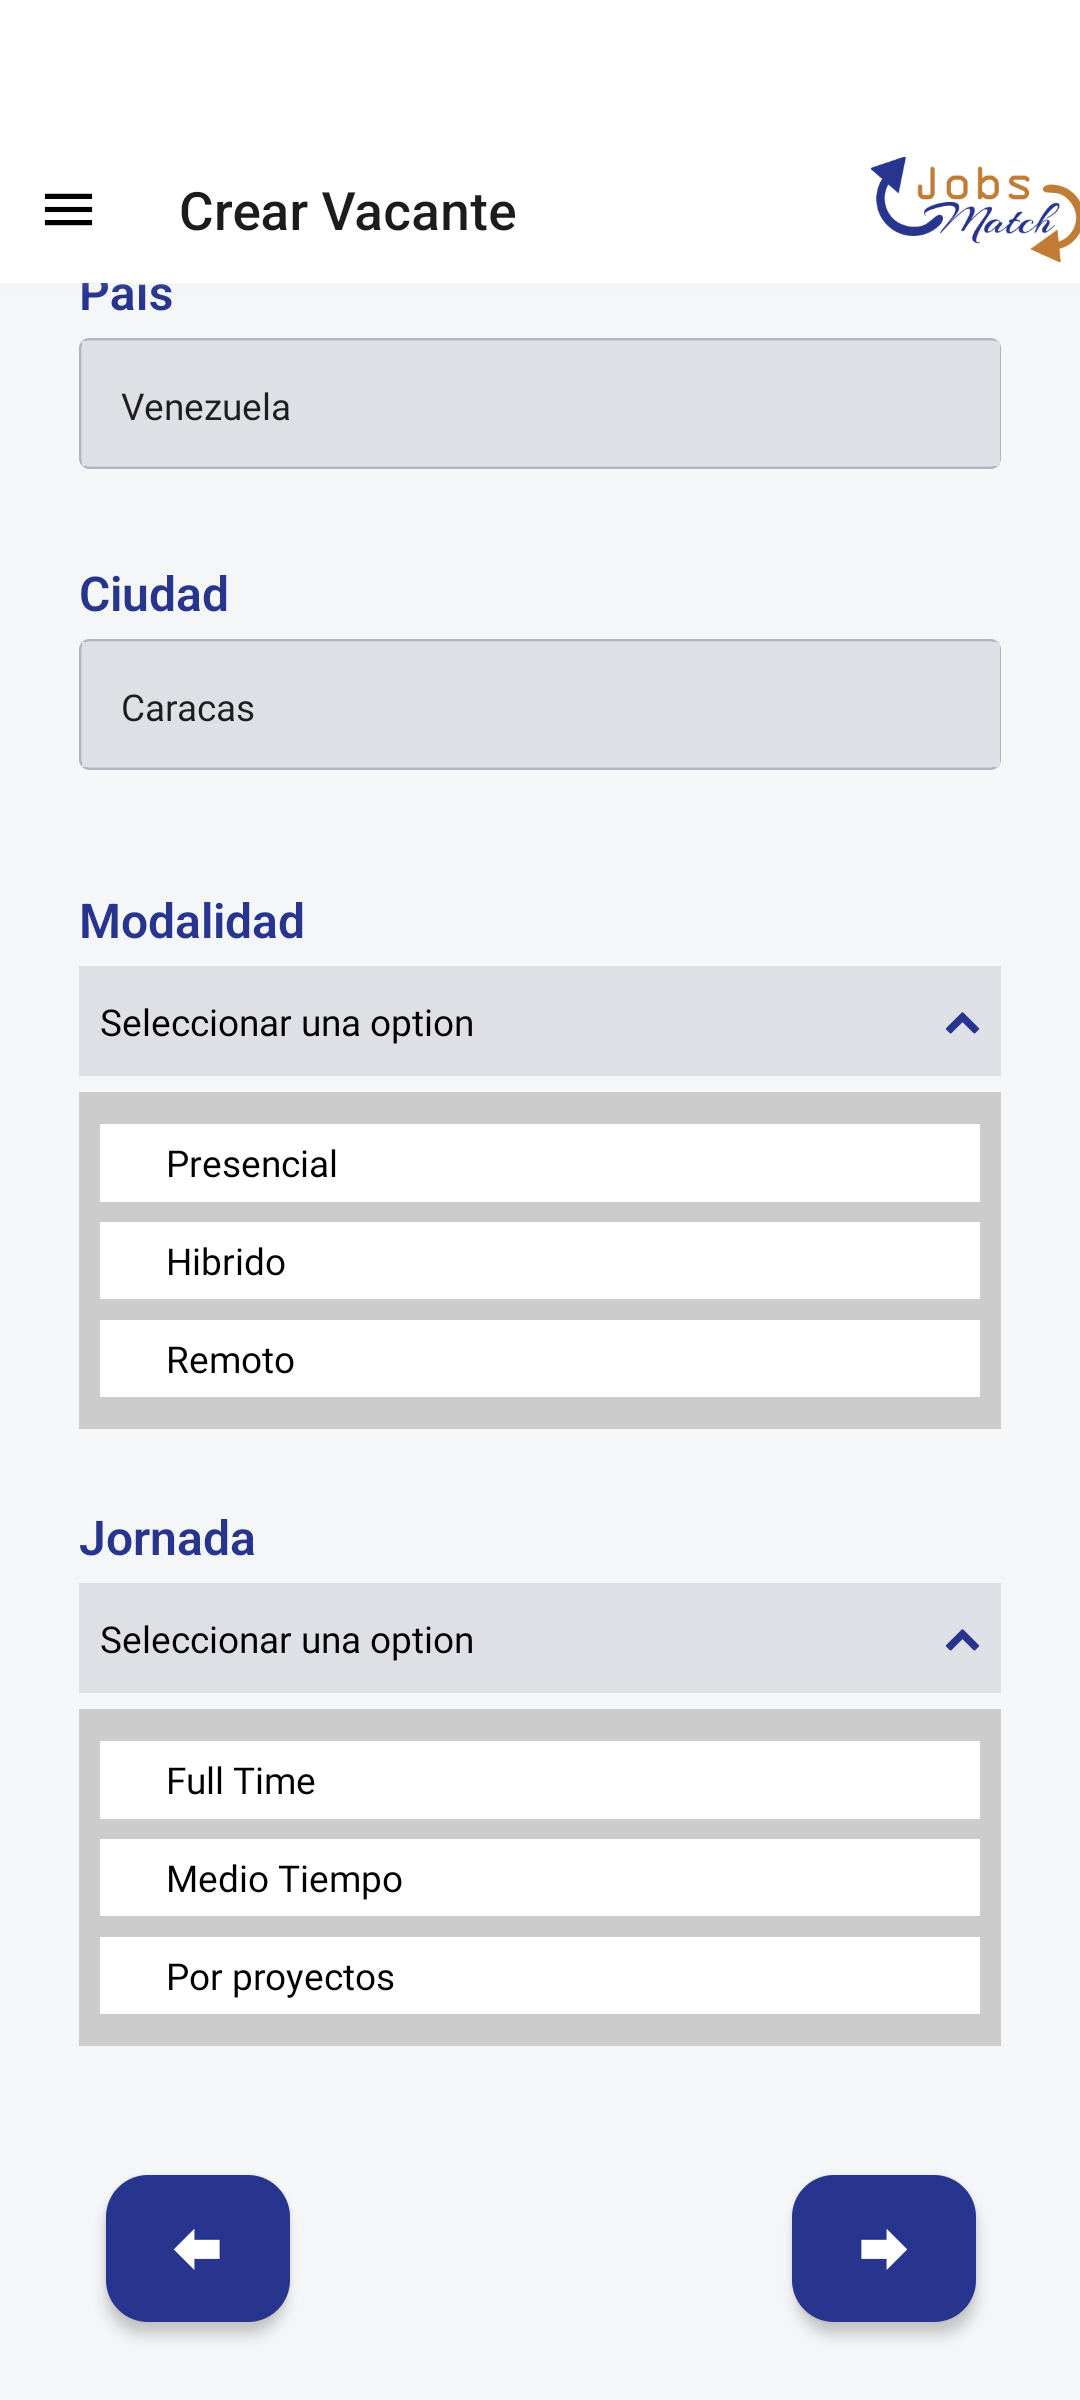 Jobs
Match
Crear Vacante
País
Venezuela
Ciudad
Caracas
Modalidad
Seleccionar una option
Presencial
Hibrido
Remoto
Jornada
Seleccionar una option
Full Time
Medio Tiempo
Por proyectos